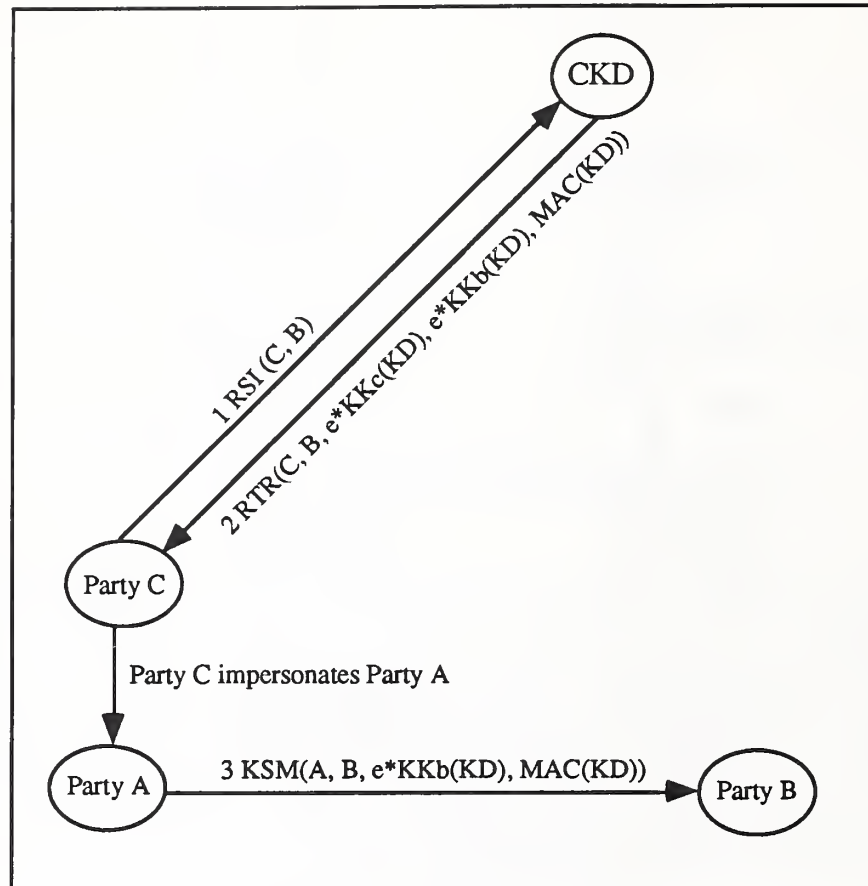 CKD
1 RSI (C, B)
2 RTR(C, B, e*KKc(KD), e*KKb(KD), MAC(KD))
Party C
Party C impersonates Party A
Party A
3 KSM(A, B, e*KKb(KD), MAC(KD))
Party B